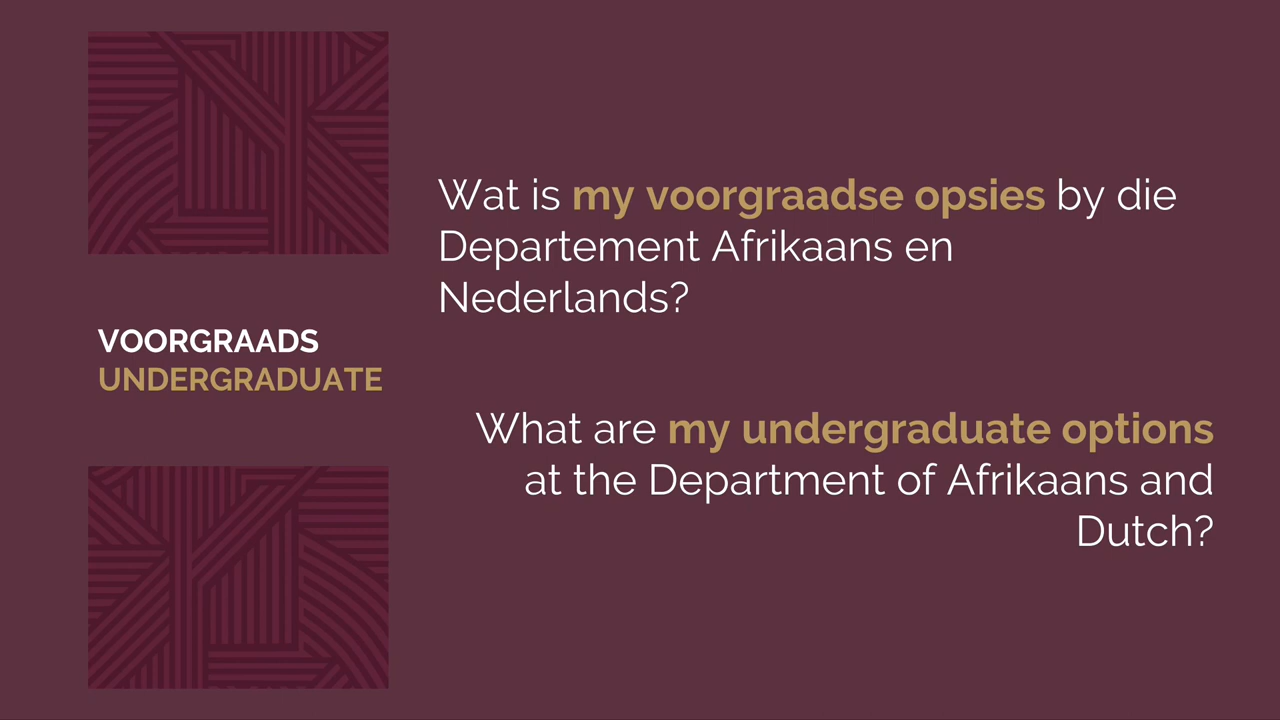 VOORGRAADS
UNDERGRADUATE
Wat is my voorgraadse opsies by die
Departement Afrikaans en
Nederlands?
What are my undergraduate options
at the Department of Afrikaans and
Dutch?